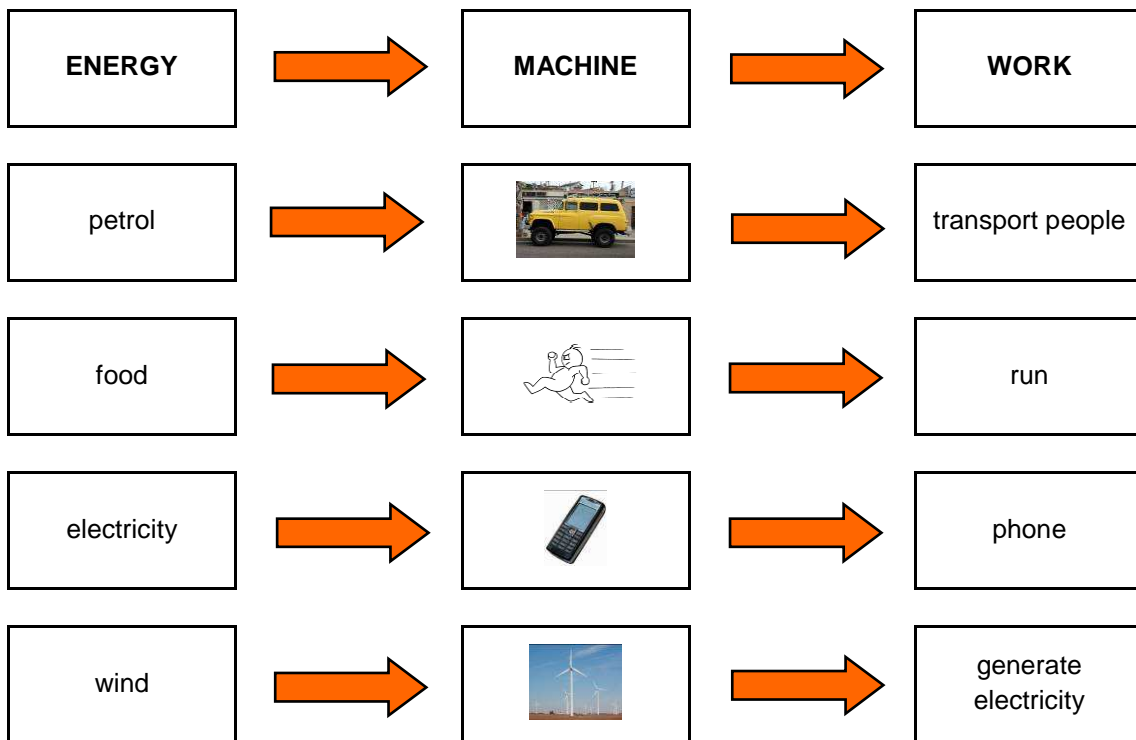 ENERGY MACHINE WORK
petrol transport people
food run
electricity phone
wind generate
electricity